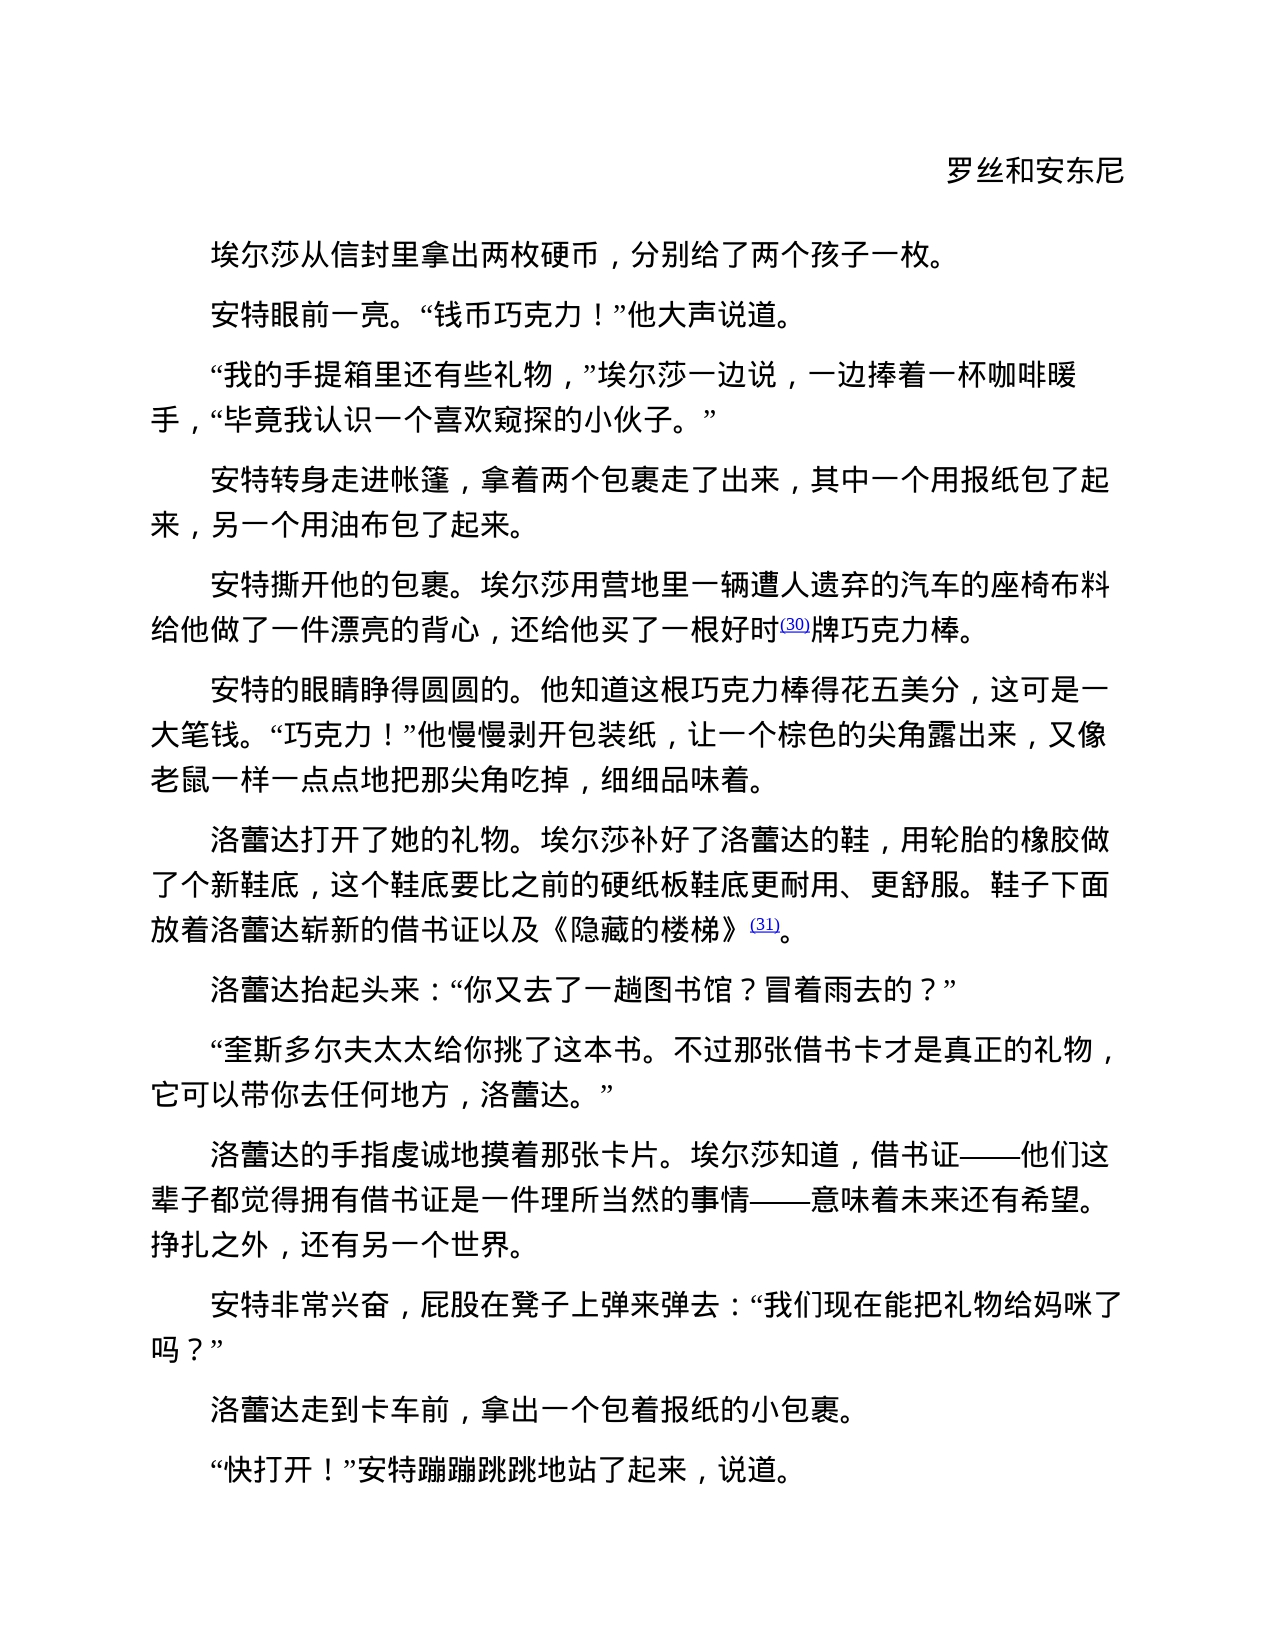 罗丝和安东尼
埃尔莎从信封里拿出两枚硬币，分别给了两个孩子一枚。
安特眼前一亮。“钱币巧克力！”他大声说道。
“我的手提箱里还有些礼物，”埃尔莎一边说，一边捧着一杯咖啡暖
手，“毕竟我认识一个喜欢窥探的小伙子。”
安特转身走进帐篷，拿着两个包裹走了出来，其中一个用报纸包了起
来，另一个用油布包了起来。
安特撕开他的包裹。埃尔莎用营地里一辆遭人遗弃的汽车的座椅布料
给他做了一件漂亮的背心，还给他买了一根好时(30)牌巧克力棒。
安特的眼睛睁得圆圆的。他知道这根巧克力棒得花五美分，这可是一
大笔钱。“巧克力！”他慢慢剥开包装纸，让一个棕色的尖角露出来，又像
老鼠一样一点点地把那尖角吃掉，细细品味着。
洛蕾达打开了她的礼物。埃尔莎补好了洛蕾达的鞋，用轮胎的橡胶做
了个新鞋底，这个鞋底要比之前的硬纸板鞋底更耐用、更舒服。鞋子下面
放着洛蕾达崭新的借书证以及《隐藏的楼梯》(31)。
洛蕾达抬起头来：“你又去了一趟图书馆？冒着雨去的？”
“奎斯多尔夫太太给你挑了这本书。不过那张借书卡才是真正的礼物，
它可以带你去任何地方，洛蕾达。”
洛蕾达的手指虔诚地摸着那张卡片。埃尔莎知道，借书证——他们这
辈子都觉得拥有借书证是一件理所当然的事情——意味着未来还有希望。
挣扎之外，还有另一个世界。
安特非常兴奋，屁股在凳子上弹来弹去：“我们现在能把礼物给妈咪了
吗？”
洛蕾达走到卡车前，拿出一个包着报纸的小包裹。
“快打开！”安特蹦蹦跳跳地站了起来，说道。